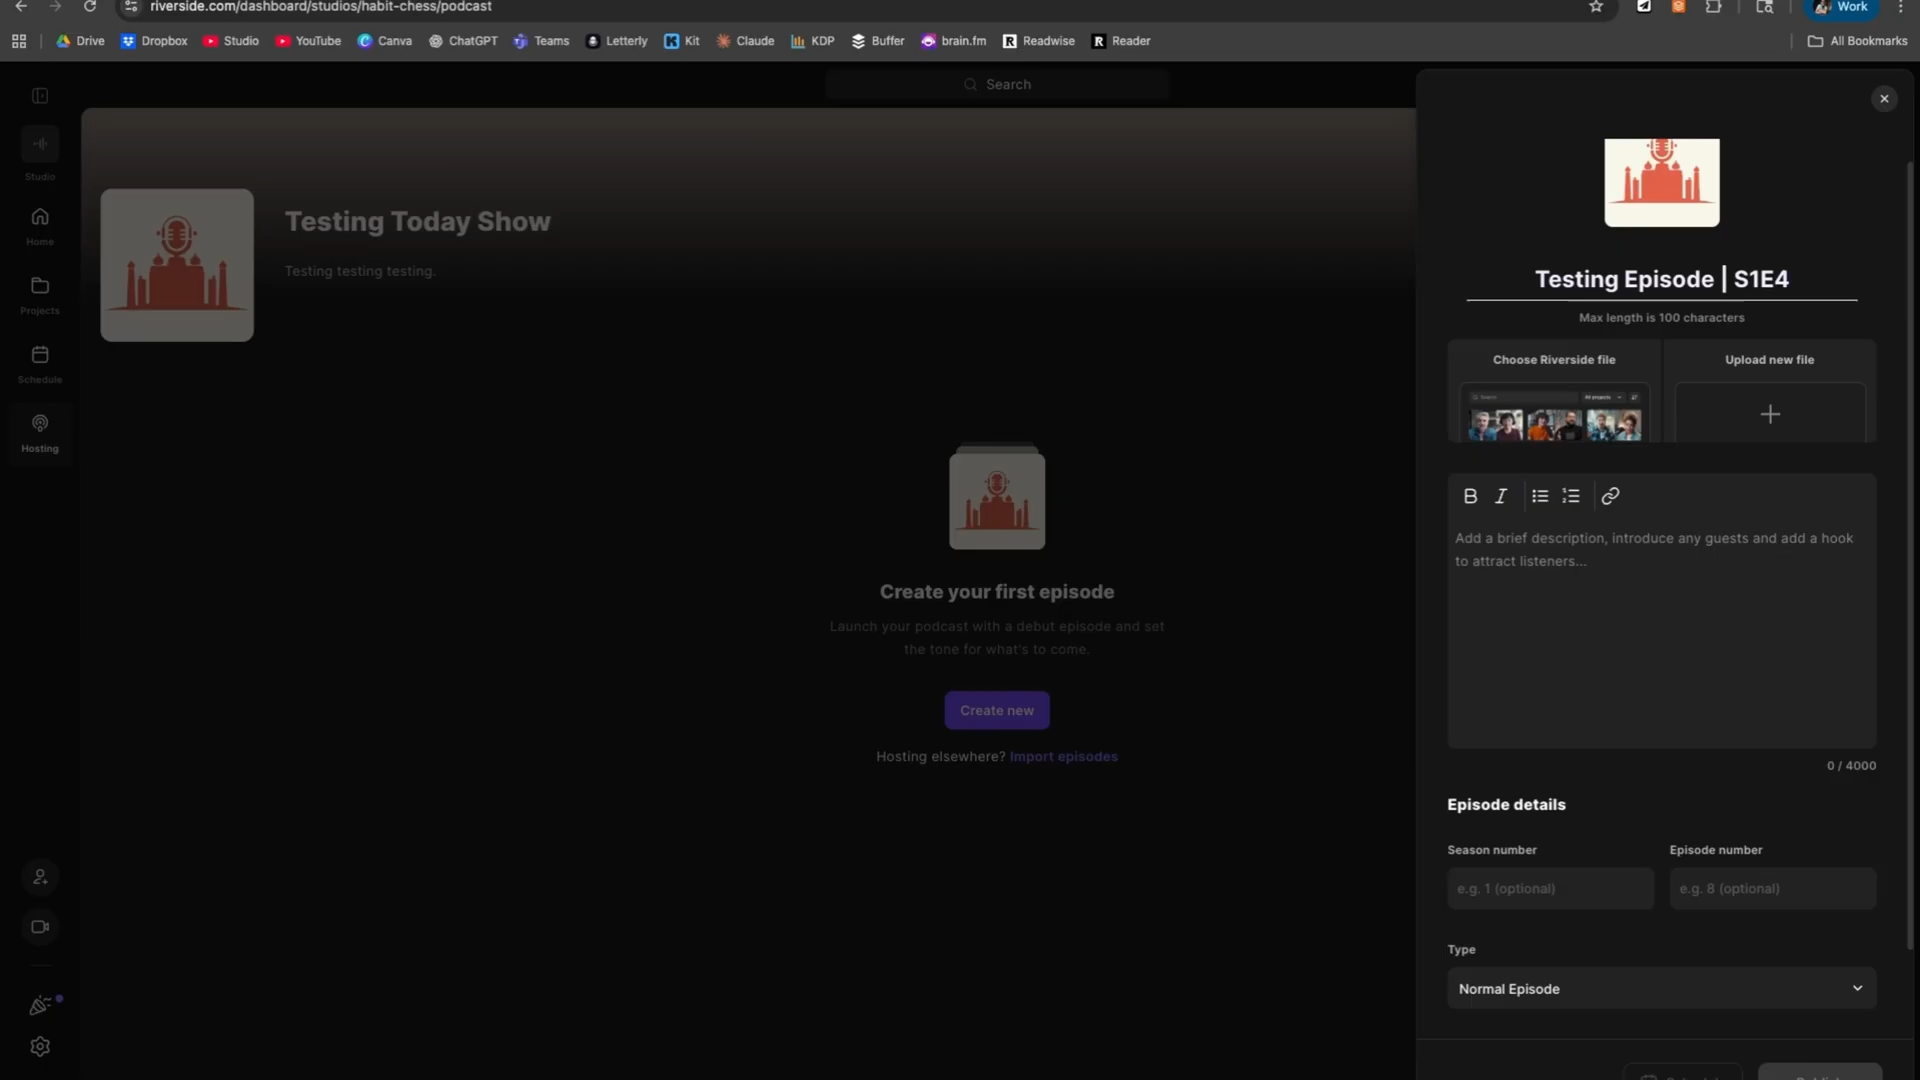 riverside.com/dashboard/studios/habit-chess/podcast
Work
Drive
Dropbox
Studio
YouTube
Canva
ChatGPT
Teams
Letterly
Kit
Claude
KDP
Buffer
brain.fm
Readwise
Reader
All Bookmarks
Search
Studio
Home
Projects
Schedule
Hosting
Testing Today Show
Testing testing testing.
Create your first episode
Launch your podcast with a debut episode and set
the tone for what's to come.
Create new
Hosting elsewhere? Import episodes
Testing Episode | S1E4
Max length is 100 characters
Choose Riverside file
Upload new file
Search
All projects
Add a brief description, introduce any guests and add a hook
to attract listeners...
0 / 4000
Episode details
Season number
Episode number
e.g. 1 (optional)
e.g. 8 (optional)
Type
Normal Episode